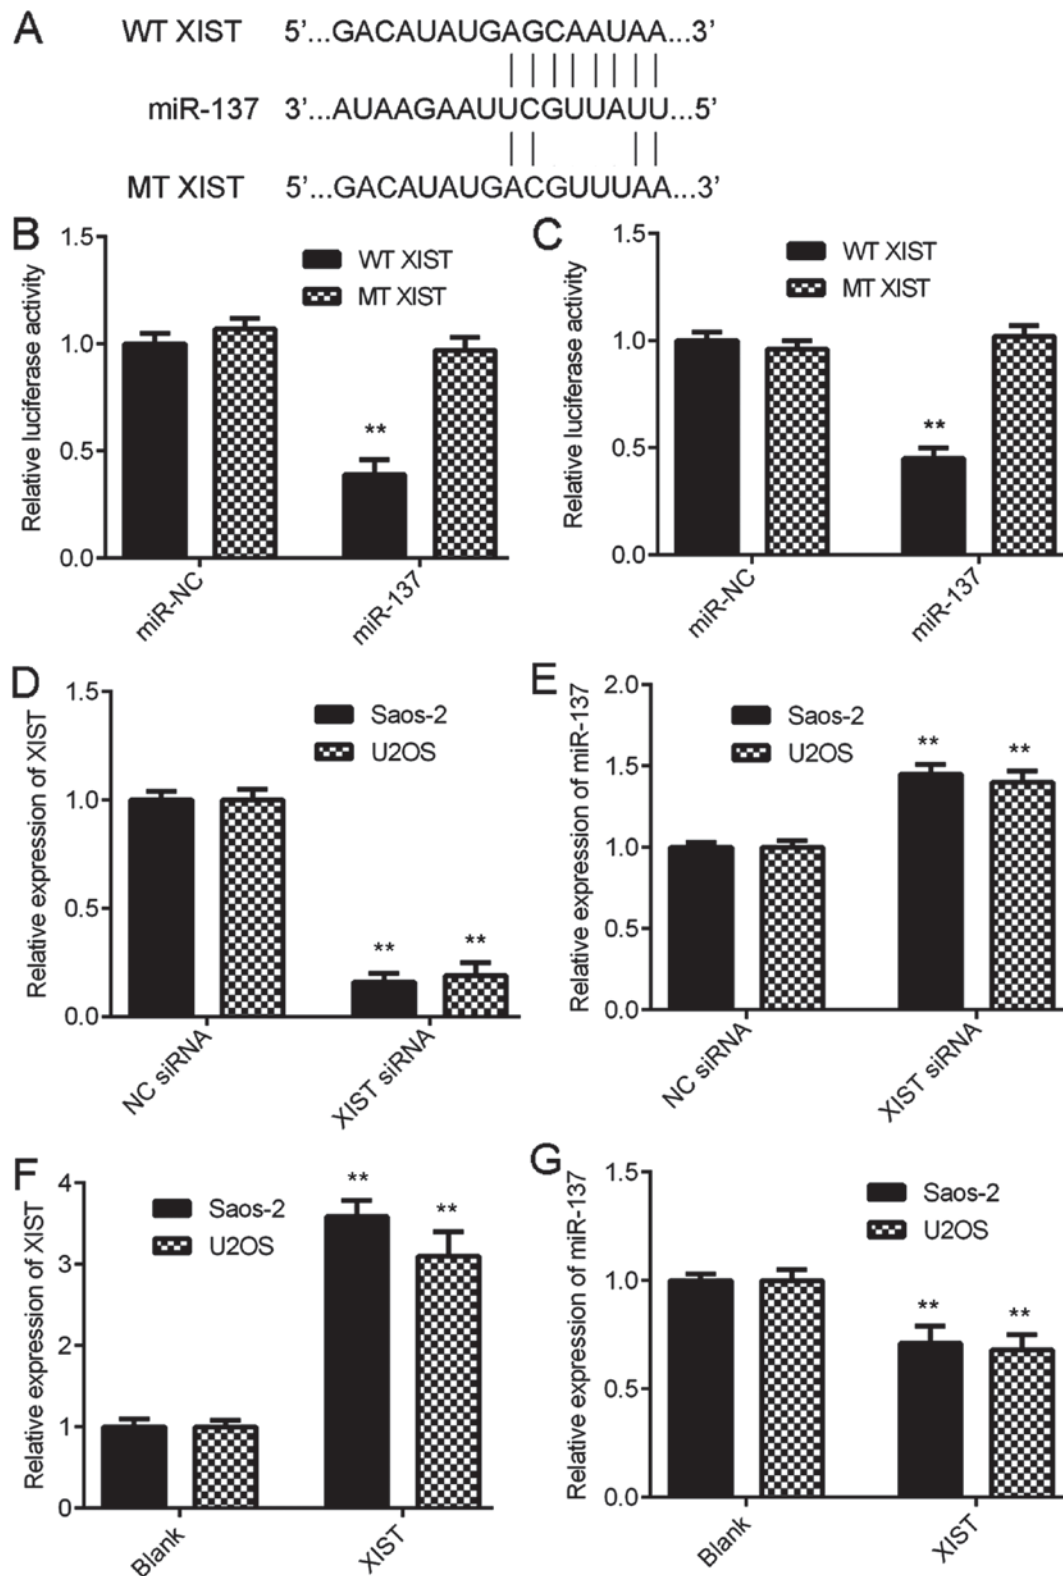 A
WT XIST 5’...GACAUAUGAGCAAUAA...3’
miR-137 3’...AUAAGAAUUCGUUAUU...5’
MT XIST 5’...GACAUAUGACGUUUAA...3’
B
Relative luciferase activity
1.5
1.0
0.5
0.0
WT XIST
MT XIST
**
miR-NC
miR-137
C
Relative luciferase activity
1.5
1.0
0.5
0.0
WT XIST
MT XIST
**
miR-NC
miR-137
D
Relative expression of XIST
1.5
1.0
0.5
0.0
Saos-2
U2OS
** **
NC siRNA
XIST siRNA
E
Relative expression of miR-137
2.0
1.5
1.0
0.5
0.0
Saos-2
U2OS
** **
NC siRNA
XIST siRNA
F
Relative expression of XIST
4
3
2
1
0
Saos-2
U2OS
** **
Blank
XIST
G
Relative expression of miR-137
1.5
1.0
0.5
0.0
Saos-2
U2OS
** **
Blank
XIST